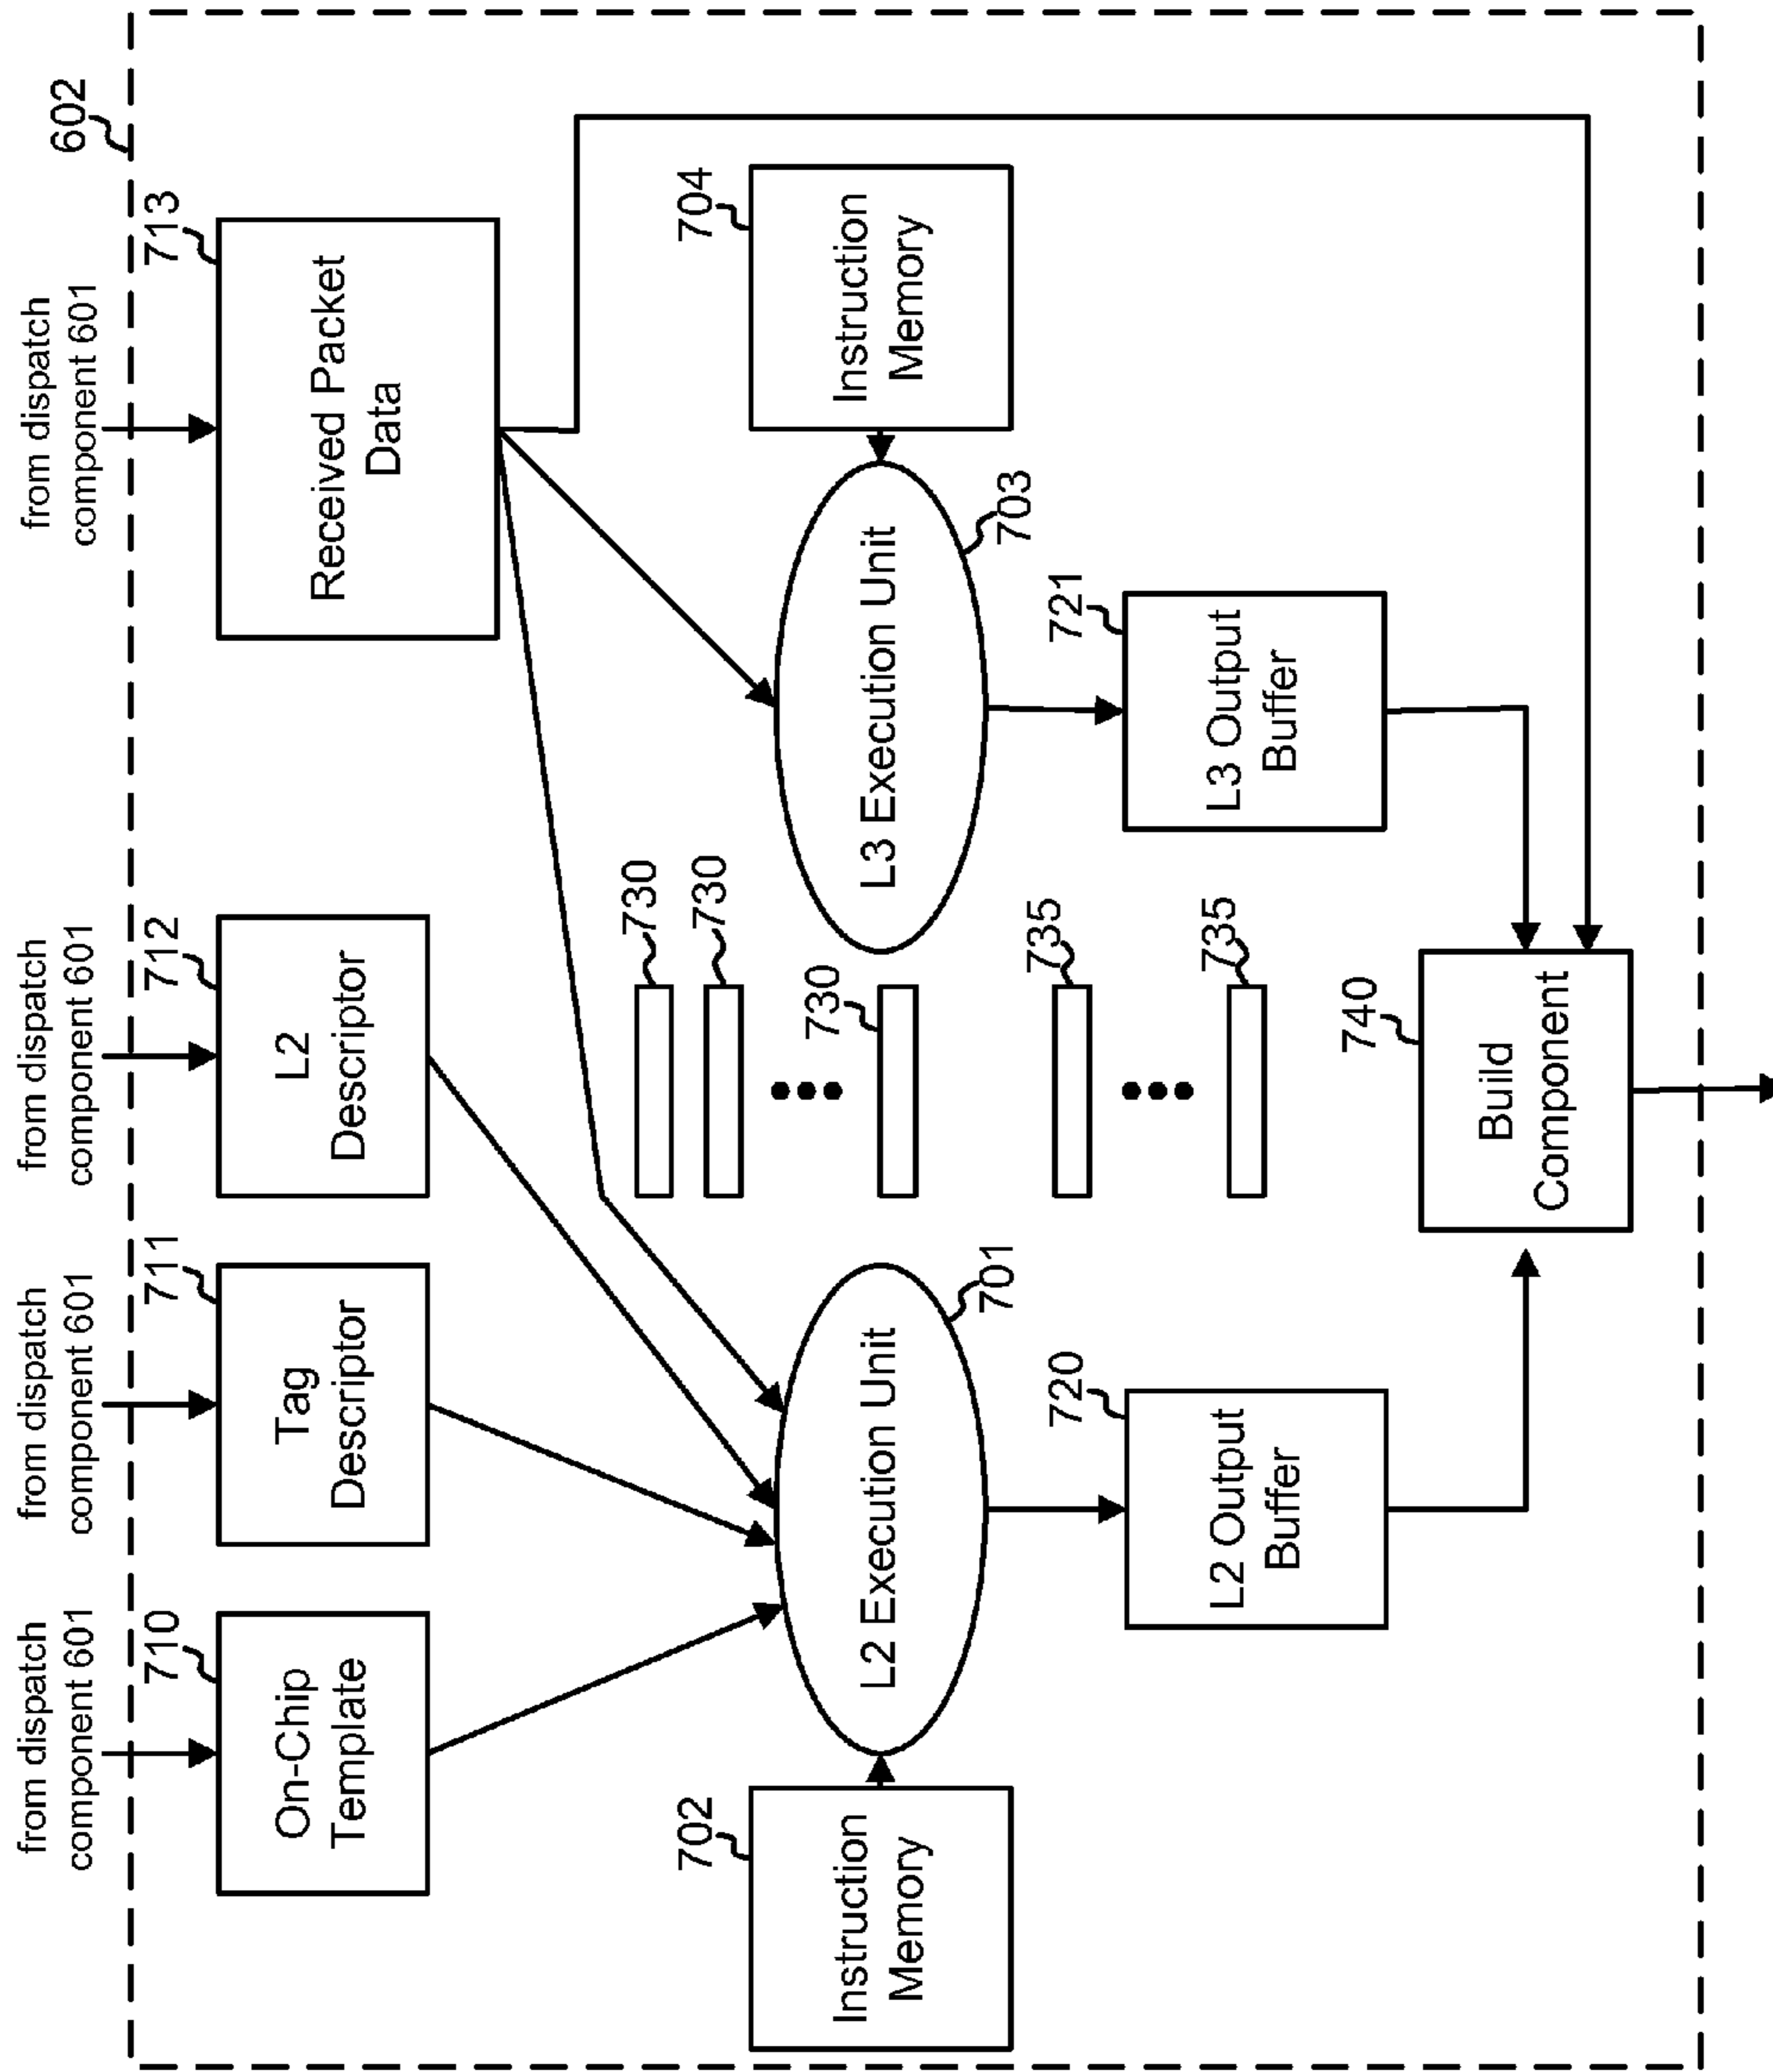 602
from dispatch
component 601
710
On-Chip
Template
from dispatch
component 601
711
Tag
Descriptor
from dispatch
component 601
712
L2
Descriptor
from dispatch
component 601
713
Received Packet
Data
702
Instruction
Memory
L2 Execution Unit
701
730
730
730
735
735
L3 Execution Unit
703
704
Instruction
Memory
720
L2 Output
Buffer
721
L3 Output
Buffer
740
Build
Component